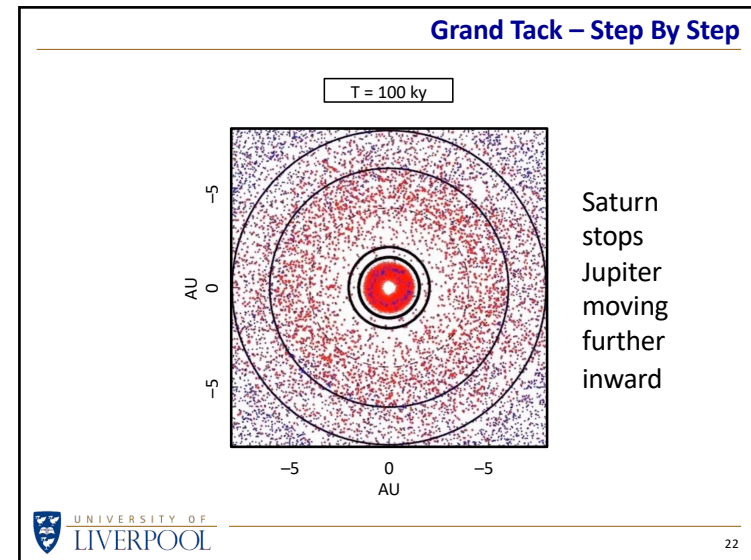 Grand Tack – Step By Step
T = 100 ky
–5
0
–5
AU
–5
0
–5
AU
Saturn
stops
Jupiter
moving
further
inward
UNIVERSITY OF
LIVERPOOL
22